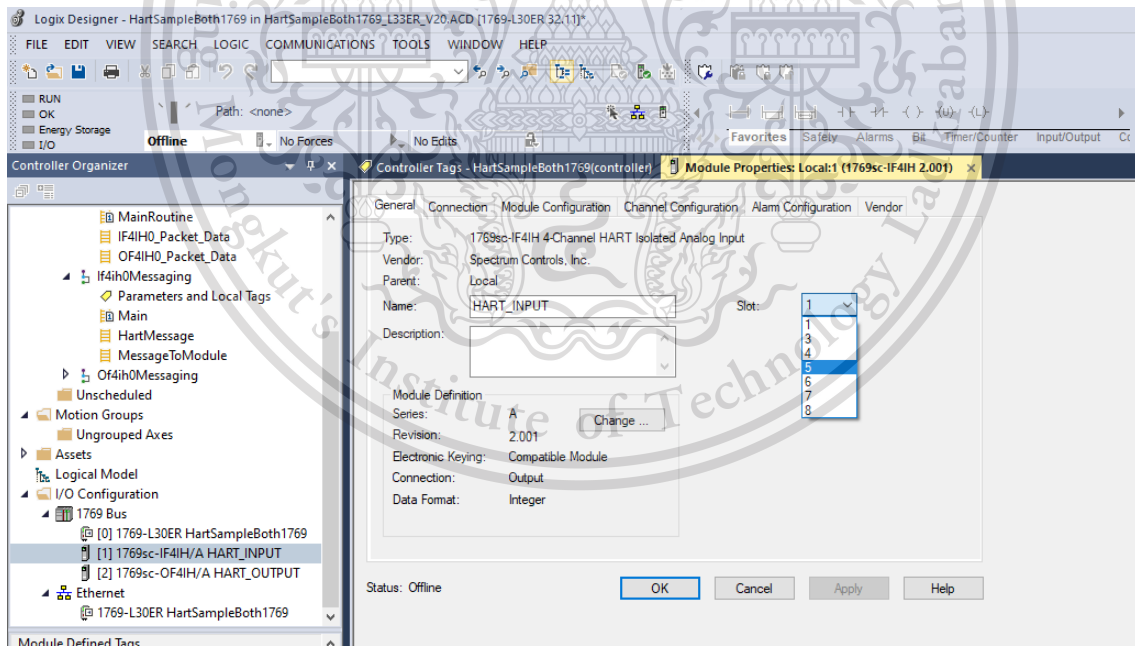 Logix Designer - HartSampleBoth1769 in HartSampleBoth1769_L33ER_V20.ACD [1769-L30ER 32.11]*
FILE EDIT VIEW SEARCH LOGIC COMMUNICATIONS TOOLS WINDOW HELP
RUN
OK
Energy Storage
I/O
Path: <none>
Offline No Forces No Edits
Favorites Safety Alarms Bit Timer/Counter Input/Output
Controller Organizer
Controller Tags - HartSampleBoth1769(controller) Module Properties: Local:1 (1769sc-IF4IH 2.001)
MainRoutine
IF4IH0_Packet_Data
OF4IH0_Packet_Data
If4ih0Messaging
Parameters and Local Tags
Main
HartMessage
MessageToModule
Of4ih0Messaging
Unscheduled
Motion Groups
Ungrouped Axes
Assets
Logical Model
I/O Configuration
1769 Bus
[0] 1769-L30ER HartSampleBoth1769
[1] 1769sc-IF4IH/A HART_INPUT
[2] 1769sc-OF4IH/A HART_OUTPUT
Ethernet
1769-L30ER HartSampleBoth1769
Module Defined Tags
General Connection Module Configuration Channel Configuration Alarm Configuration Vendor
Type: 1769sc-IF4IH 4-Channel HART Isolated Analog Input
Vendor: Spectrum Controls, Inc.
Parent: Local
Name: HART_INPUT Slot: 1
Description:
1
3
4
5
6
7
8
Module Definition
Series: A Change ...
Revision: 2.001
Electronic Keying: Compatible Module
Connection: Output
Data Format: Integer
Status: Offline OK Cancel Apply Help
Mongkut's Institute of Technology